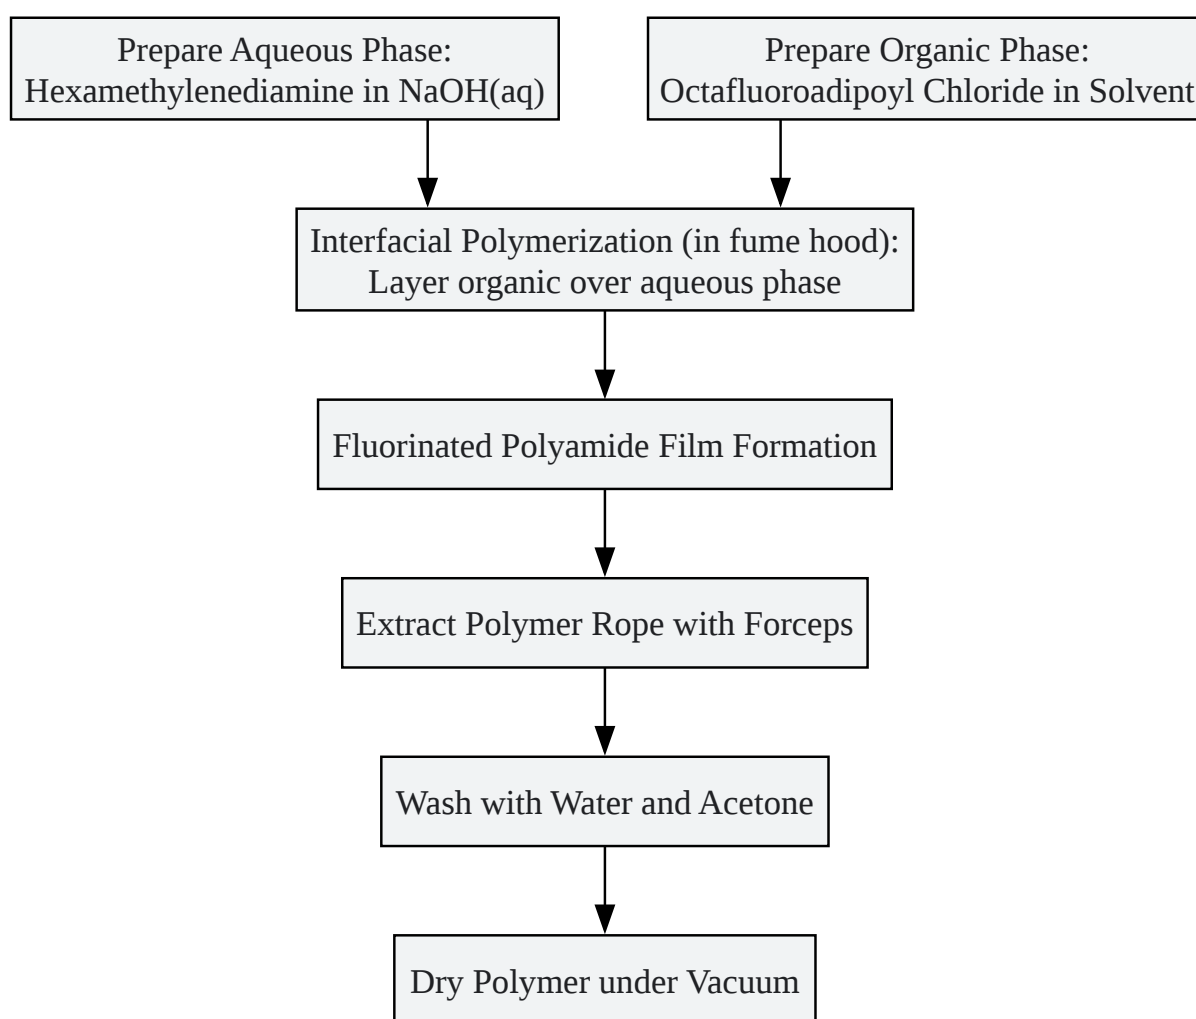 Prepare Aqueous Phase:
Hexamethylenediamine in NaOH(aq)
Prepare Organic Phase:
Octafluoroadipoyl Chloride in Solvent
Interfacial Polymerization (in fume hood):
Layer organic over aqueous phase
Fluorinated Polyamide Film Formation
Extract Polymer Rope with Forceps
Wash with Water and Acetone
Dry Polymer under Vacuum